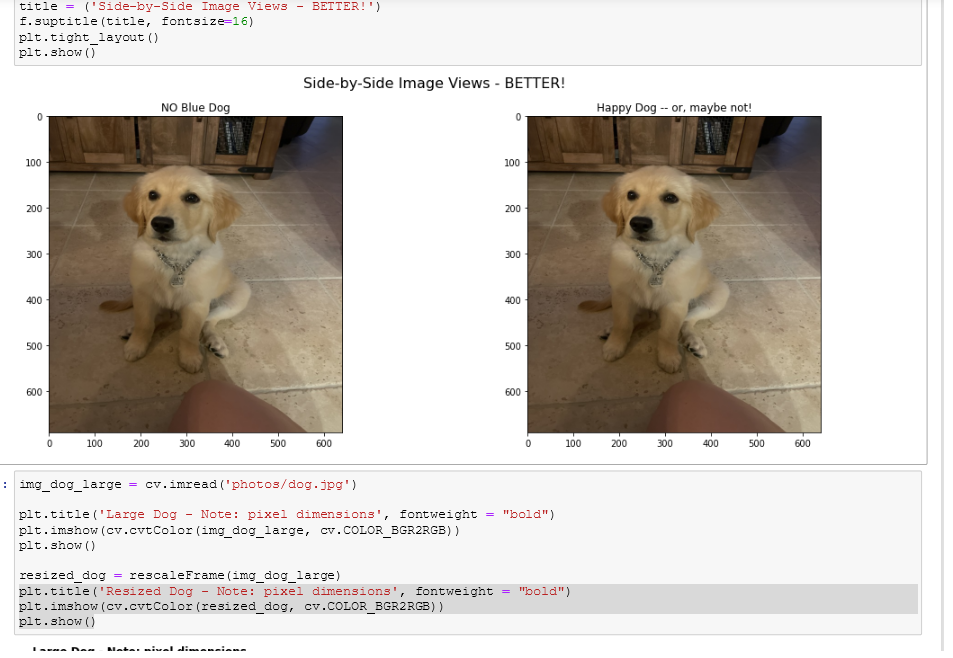 title = ('Side-by-Side Image Views - BETTER!')
f.suptitle(title, fontsize=16)
plt.tight_layout()
plt.show()
Side-by-Side Image Views - BETTER!
NO Blue Dog
Happy Dog -- or, maybe not!
0
100
200
300
400
500
600
0 100 200 300 400 500 600
0
100
200
300
400
500
600
0 100 200 300 400 500 600
:
img_dog_large = cv.imread('photos/dog.jpg')
plt.title('Large Dog - Note: pixel dimensions', fontweight = "bold")
plt.imshow(cv.cvtColor(img_dog_large, cv.COLOR_BGR2RGB))
plt.show()
resized_dog = rescaleFrame(img_dog_large)
plt.title('Resized Dog - Note: pixel dimensions', fontweight = "bold")
plt.imshow(cv.cvtColor(resized_dog, cv.COLOR_BGR2RGB))
plt.show()
Large Dog - Note: pixel dimensions